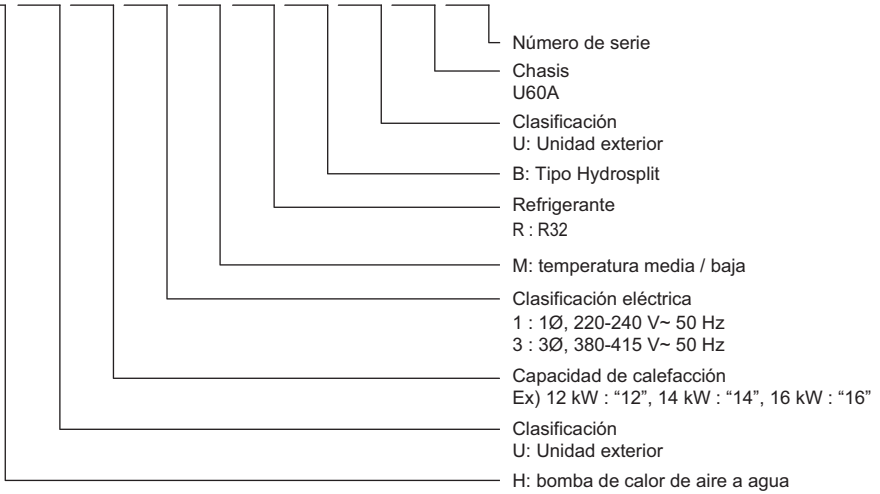 Número de serie
Chasis
U60A
Clasificación
U: Unidad exterior
B: Tipo Hydrosplit
Refrigerante
R : R32
M: temperatura media / baja
Clasificación eléctrica
1 : 1Ø, 220-240 V~ 50 Hz
3 : 3Ø, 380-415 V~ 50 Hz
Capacidad de calefacción
Ex) 12 kW : “12”, 14 kW : “14”, 16 kW : “16”
Clasificación
U: Unidad exterior
H: bomba de calor de aire a agua